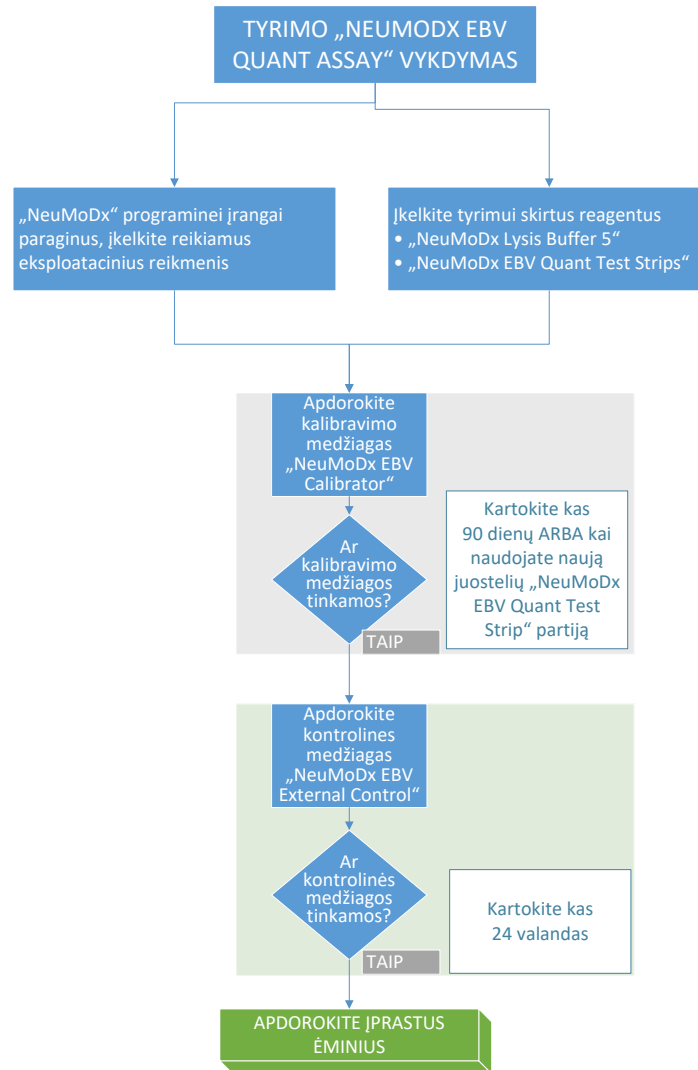 TYRIMO „NEUMODX EBV
QUANT ASSAY“ VYKDYMAS
„NeuMoDx“ programinei įrangai
paraginus, įkelkite reikiamus
eksploatacinius reikmenis
Įkelkite tyrimui skirtus reagentus
• „NeuMoDx Lysis Buffer 5“
• „NeuMoDx EBV Quant Test Strips“
Apdorokite
kalibravimo
medžiagas
„NeuMoDx EBV
Calibrator“
Ar
kalibravimo
medžiagos
tinkamos?
TAIP
Kartokite kas
90 dienų ARBA kai
naudojate naują
juostelių „NeuMoDx
EBV Quant Test
Strip“ partiją
Apdorokite
kontrolines
medžiagas
„NeuMoDx EBV
External Control“
Ar
kontrolinės
medžiagos
tinkamos?
TAIP
Kartokite kas
24 valandas
APDOROKITE ĮPRASTUS
ĖMINIUS